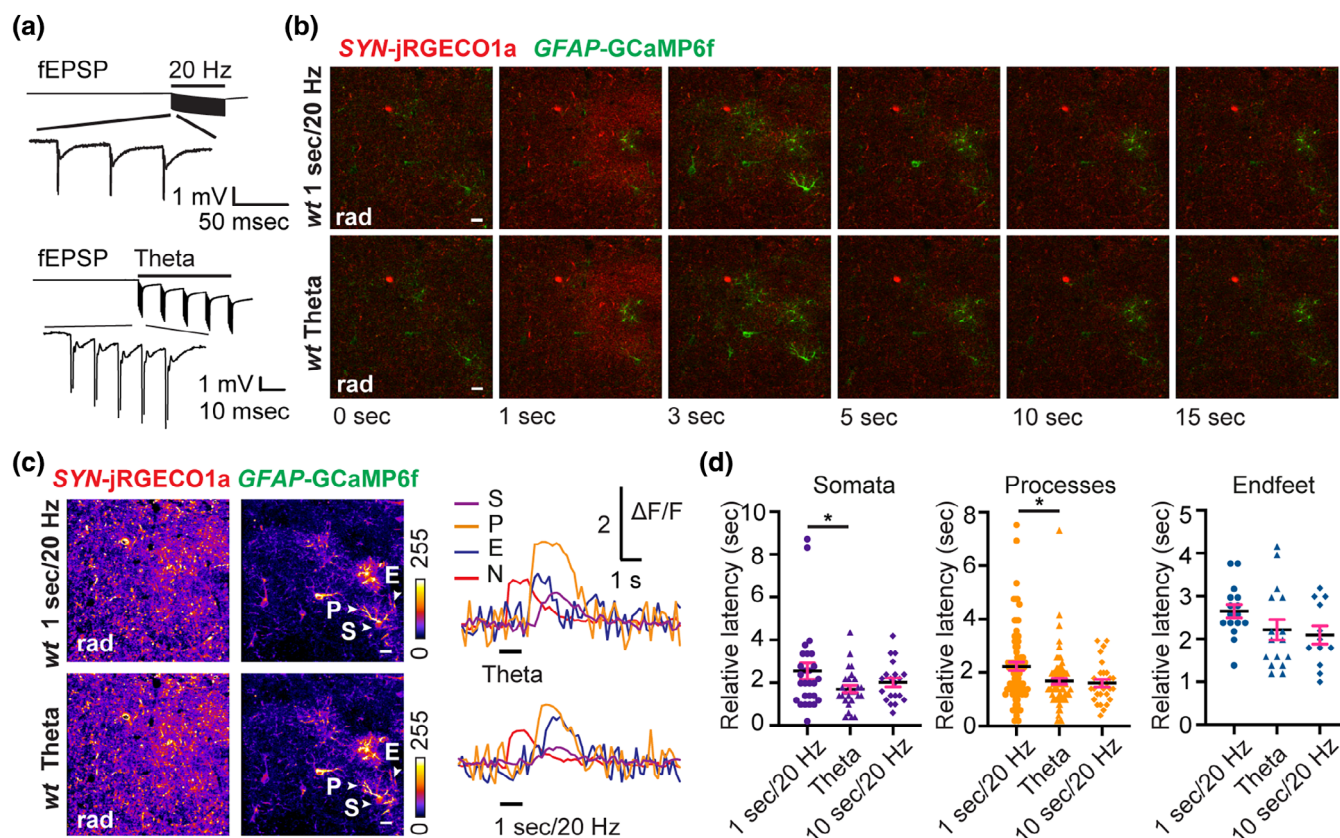 (a)
fEPSP
20 Hz
1 mV
50 msec
fEPSP
Theta
1 mV
10 msec
(b)
SYN-jRGECO1a GFAP-GCaMP6f
wt 1 sec/20 Hz
rad
wt Theta
rad
0 sec
1 sec
3 sec
5 sec
10 sec
15 sec
(c)
SYN-jRGECO1a GFAP-GCaMP6f
wt 1 sec/20 Hz
rad
E
P
S
255
0
wt Theta
rad
E
P
S
255
0
S
P
E
N
2
ΔF/F
1 s
Theta
1 sec/20 Hz
(d)
Somata
Relative latency (sec)
10
8
6
4
2
0
*
1 sec/20 Hz
Theta
10 sec/20 Hz
Processes
Relative latency (sec)
8
6
4
2
0
*
1 sec/20 Hz
Theta
10 sec/20 Hz
Endfeet
Relative latency (sec)
5
4
3
2
1
0
1 sec/20 Hz
Theta
10 sec/20 Hz